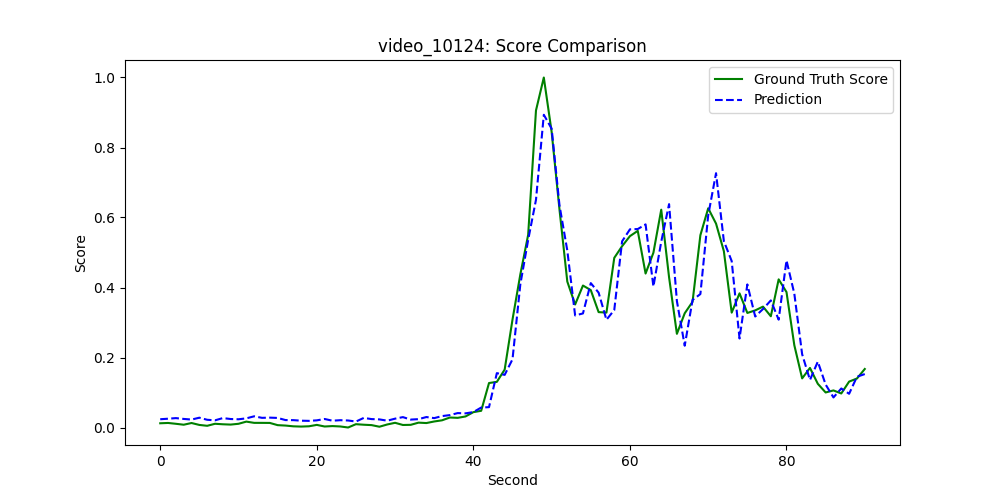 video_10124: Score Comparison
Ground Truth Score
Prediction
1.0
0.8
0.6
0.4
0.2
0.0
Score
0 20 40 60 80
Second